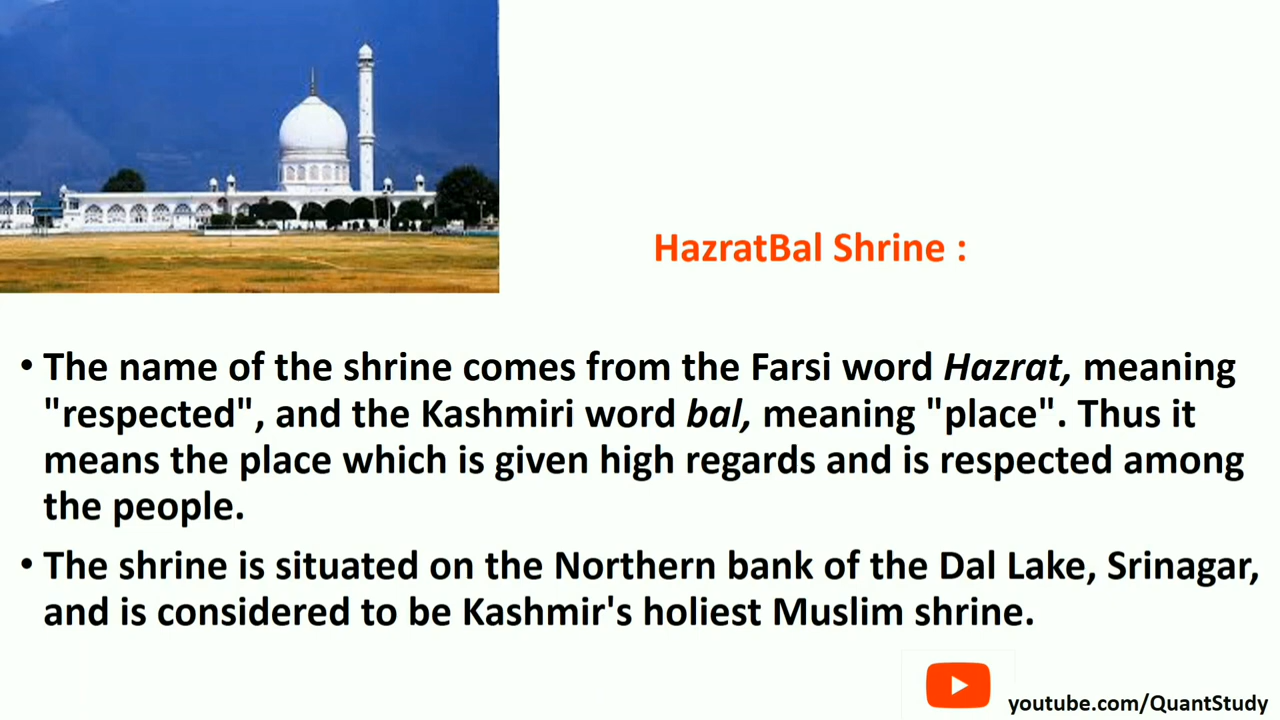 HazratBal Shrine :
• The name of the shrine comes from the Farsi word Hazrat, meaning
"respected", and the Kashmiri word bal, meaning "place". Thus it
means the place which is given high regards and is respected among
the people.
• The shrine is situated on the Northern bank of the Dal Lake, Srinagar,
and is considered to be Kashmir's holiest Muslim shrine.
youtube.com/QuantStudy